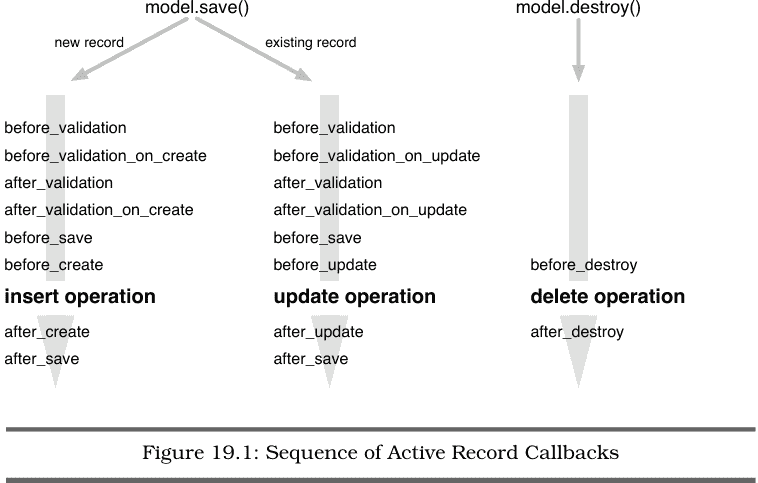 model.save()
model.destroy()
new record
existing record
before_validation
before_validation_on_create
after_validation
after_validation_on_create
before_save
before_create
insert operation
after_create
after_save
before_validation
before_validation_on_update
after_validation
after_validation_on_update
before_save
before_update
update operation
after_update
after_save
before_destroy
delete operation
after_destroy
Figure 19.1: Sequence of Active Record Callbacks